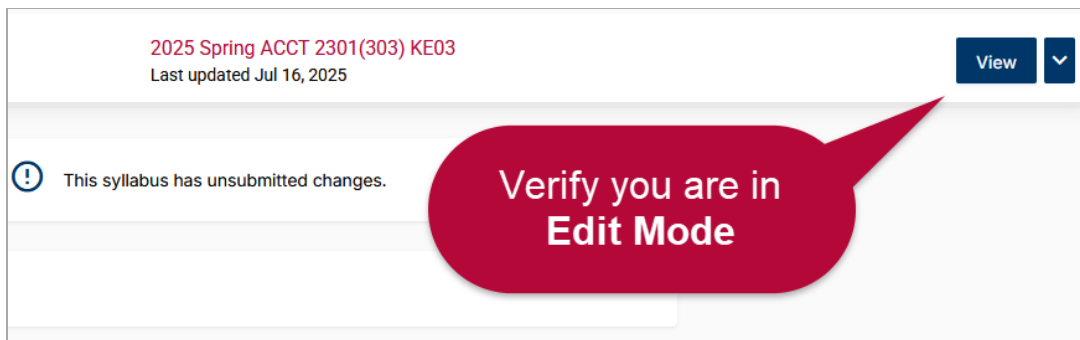 2025 Spring ACCT 2301(303) KE03
Last updated Jul 16, 2025
View
This syllabus has unsubmitted changes.
Verify you are in
Edit Mode